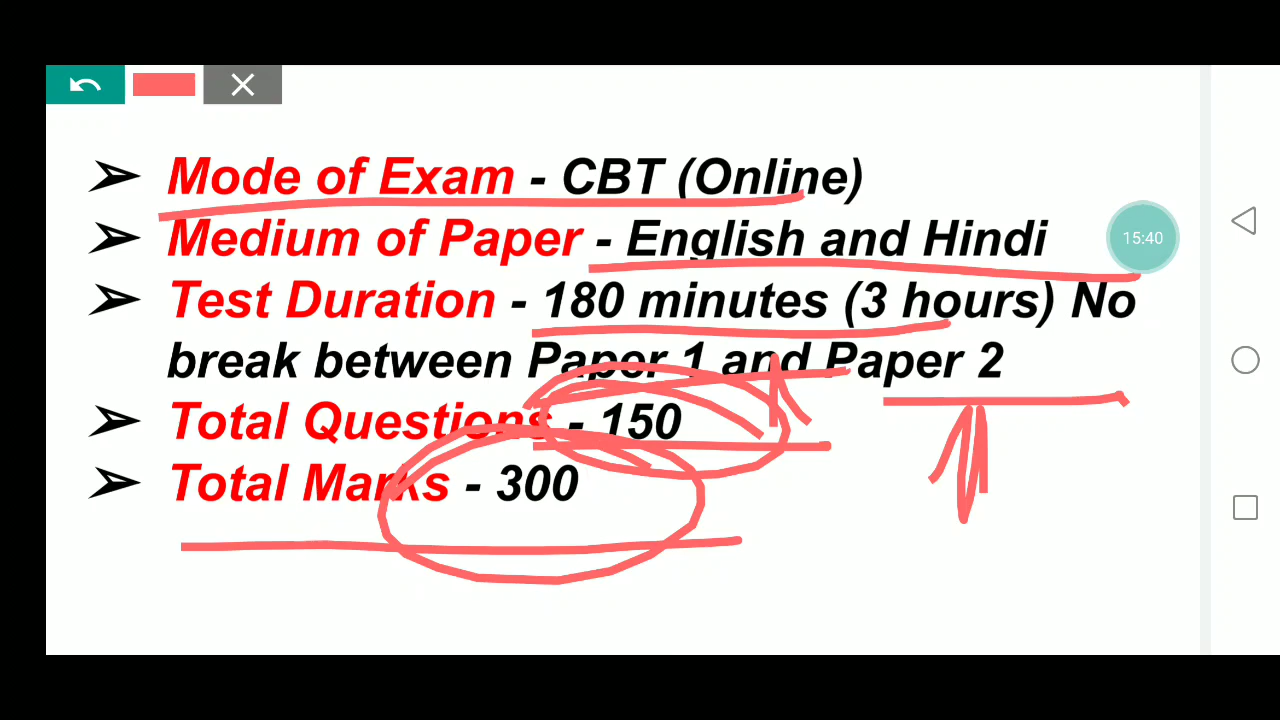 ➢ Mode of Exam - CBT (Online)
➢ Medium of Paper - English and Hindi
15:40
➢ Test Duration - 180 minutes (3 hours) No
break between Paper 1 and Paper 2
➢ Total Questions - 150
➢ Total Marks - 300